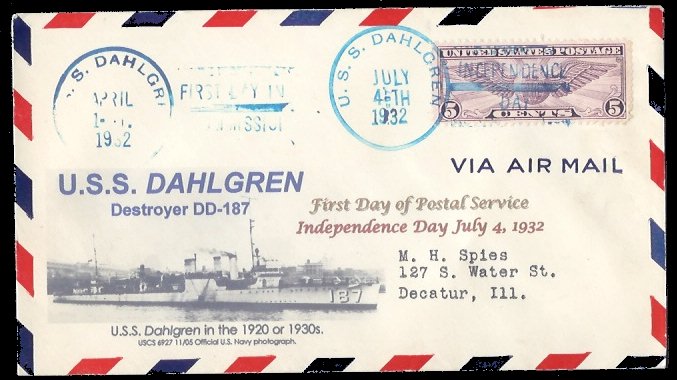 U.S. DAHLGR
APRIL
1932
FIRST DAY IN
U.S.S. DAHLGREN
JULY
4TH
1932
UNITED STATES POSTAGE
INDEPENDENCE
DAY
5 CENTS 5
VIA AIR MAIL
U.S.S. DAHLGREN
Destroyer DD-187
First Day of Postal Service
Independence Day July 4, 1932
M. H. Spies
127 S. Water St.
Decatur, Ill.
187
U.S.S. Dahlgren in the 1920 or 1930s.
USCS 6927 11/05 Official U.S. Navy photograph.